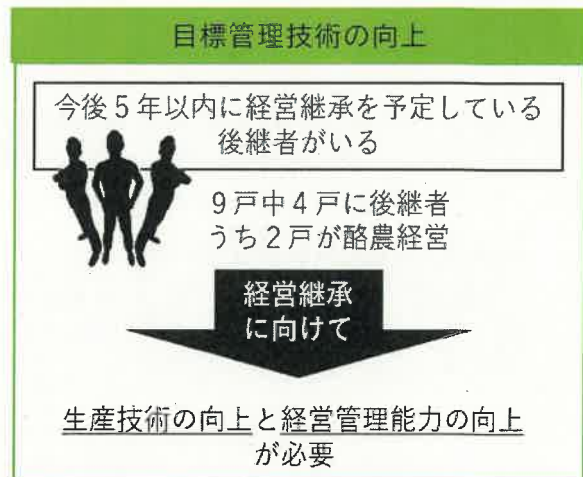 目標管理技術の向上
今後5年以内に経営継承を予定している
後継者がいる
9戸中4戸に後継者
うち2戸が酪農経営
経営継承
に向けて
生産技術の向上と経営管理能力の向上
が必要